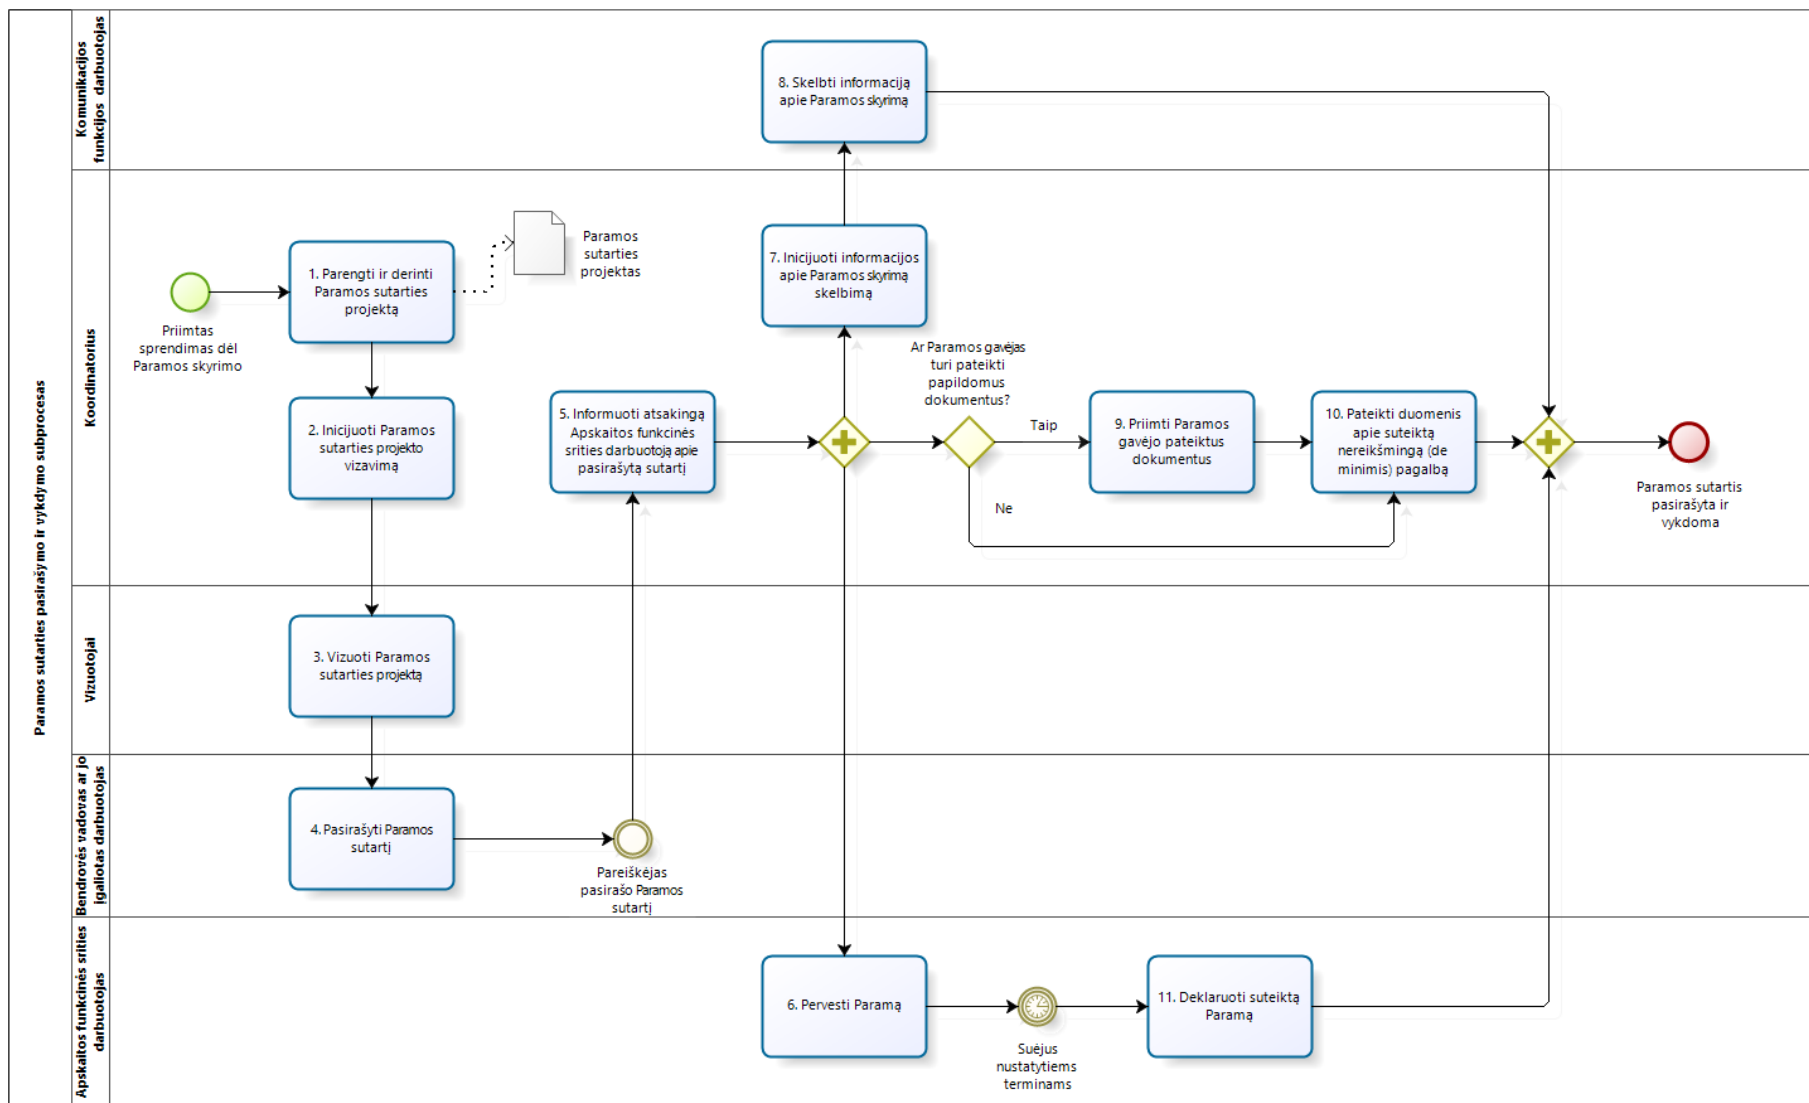 Paramos sutarties pasirašymo ir vykdymo subprocesas
Komunikacijos
funkcijos darbuotojas
8. Skelbti informaciją
apie Paramos skyrimą
Koordinatorius
Priimtas
sprendimas dėl
Paramos skyrimo
1. Parengti ir derinti
Paramos sutarties
projektą
Paramos
sutarties
projektas
2. Inicijuoti Paramos
sutarties projekto
vizavimą
5. Informuoti atsakingą
Apskaitos funkcinės
srities darbuotoją apie
pasirašytą sutartį
7. Inicijuoti informacijos
apie Paramos skyrimą
skelbimą
Ar Paramos gavėjas
turi pateikti
papildomus
dokumentus?
Taip
Ne
9. Priimti Paramos
gavėjo pateiktus
dokumentus
10. Pateikti duomenis
apie suteiktą
nereikšmingą (de
minimis) pagalbą
Paramos sutartis
pasirašyta ir
vykdoma
Vizuotojai
3. Vizuoti Paramos
sutarties projektą
Bendrovės vadovas ar jo
įgaliotas darbuotojas
4. Pasirašyti Paramos
sutartį
Pareiškėjas
pasirašo Paramos
sutartį
Apskaitos funkcinės srities
darbuotojas
6. Pervesti Paramą
Suėjus
nustatytiems
terminams
11. Deklaruoti suteiktą
Paramą